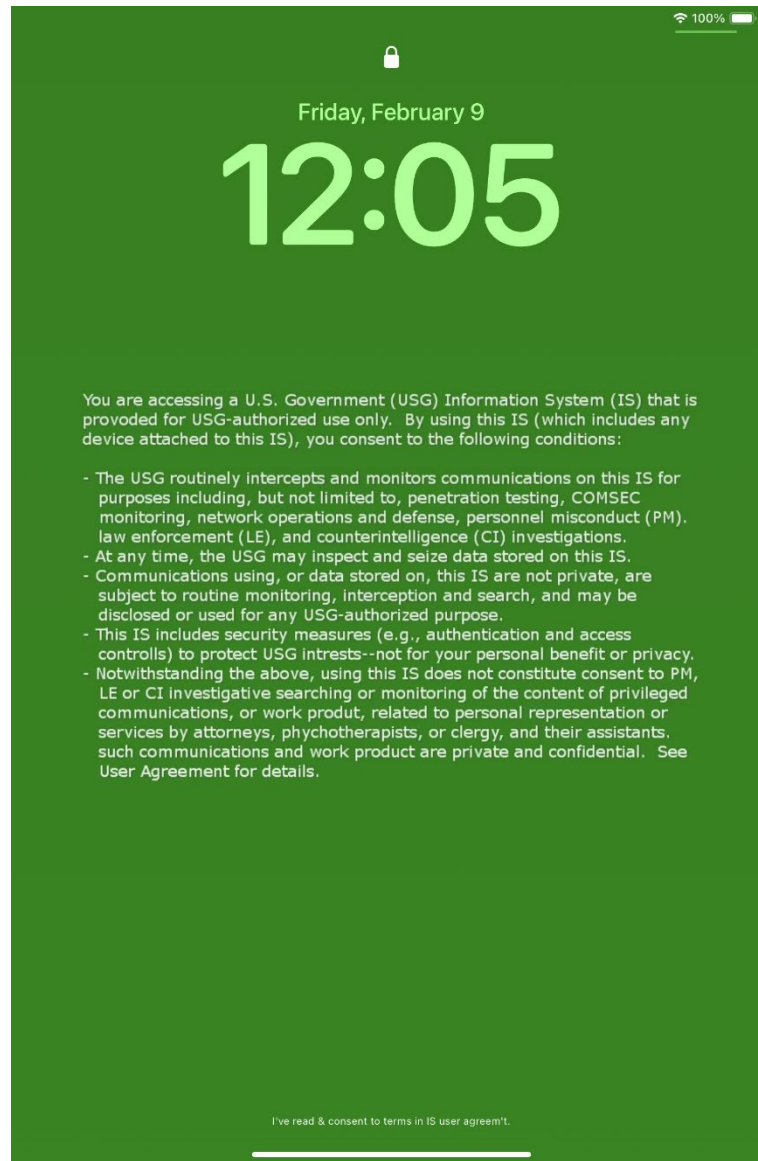 100%
Friday, February 9
12:05
You are accessing a U.S. Government (USG) Information System (IS) that is
provoded for USG-authorized use only.  By using this IS (which includes any
device attached to this IS), you consent to the following conditions:
- The USG routinely intercepts and monitors communications on this IS for
purposes including, but not limited to, penetration testing, COMSEC
monitoring, network operations and defense, personnel misconduct (PM).
law enforcement (LE), and counterintelligence (CI) investigations.
- At any time, the USG may inspect and seize data stored on this IS.
- Communications using, or data stored on, this IS are not private, are
subject to routine monitoring, interception and search, and may be
disclosed or used for any USG-authorized purpose.
- This IS includes security measures (e.g., authentication and access
controlls) to protect USG intrests--not for your personal benefit or privacy.
- Notwithstanding the above, using this IS does not constitute consent to PM,
LE or CI investigative searching or monitoring of the content of privileged
communications, or work produt, related to personal representation or
services by attorneys, phychotherapists, or clergy, and their assistants.
such communications and work product are private and confidential.  See
User Agreement for details.
I've read & consent to terms in IS user agreem't.